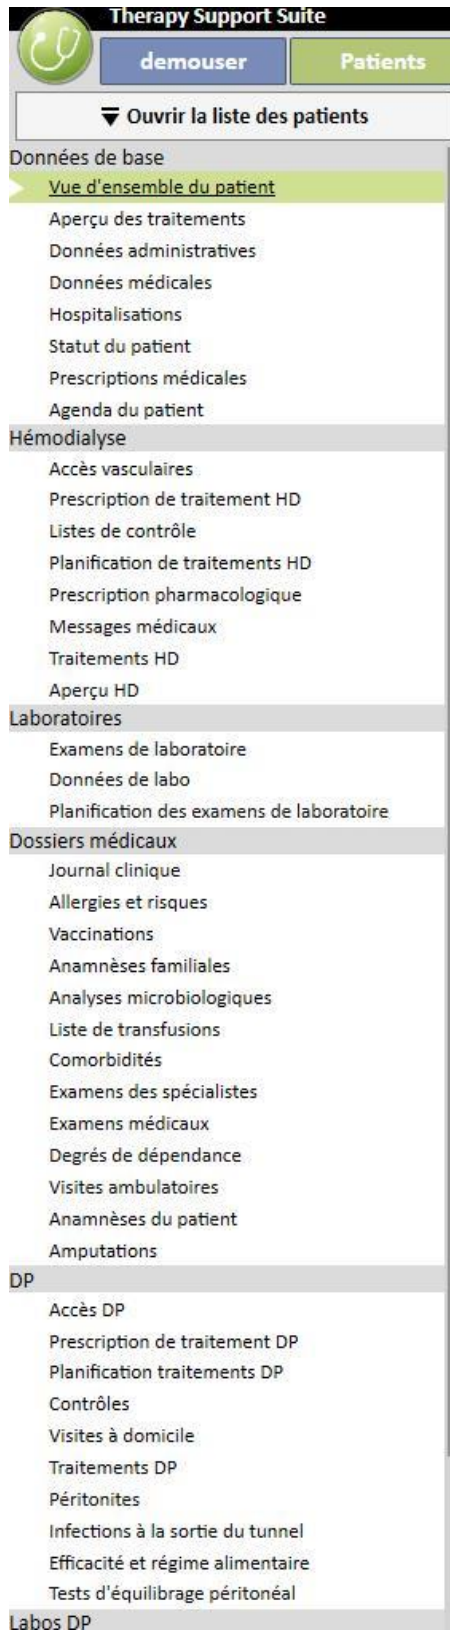 Therapy Support Suite
demouser Patients
Ouvrir la liste des patients
Données de base
Vue d'ensemble du patient
Aperçu des traitements
Données administratives
Données médicales
Hospitalisations
Statut du patient
Prescriptions médicales
Agenda du patient
Hémodialyse
Accès vasculaires
Prescription de traitement HD
Listes de contrôle
Planification de traitements HD
Prescription pharmacologique
Messages médicaux
Traitements HD
Aperçu HD
Laboratoires
Examens de laboratoire
Données de labo
Planification des examens de laboratoire
Dossiers médicaux
Journal clinique
Allergies et risques
Vaccinations
Anamnèses familiales
Analyses microbiologiques
Liste de transfusions
Comorbidités
Examens des spécialistes
Examens médicaux
Degrés de dépendance
Visites ambulatoires
Anamnèses du patient
Amputations
DP
Accès DP
Prescription de traitement DP
Planification traitements DP
Contrôles
Visites à domicile
Traitements DP
Péritonites
Infections à la sortie du tunnel
Efficacité et régime alimentaire
Tests d'équilibrage péritonéal
Labos DP